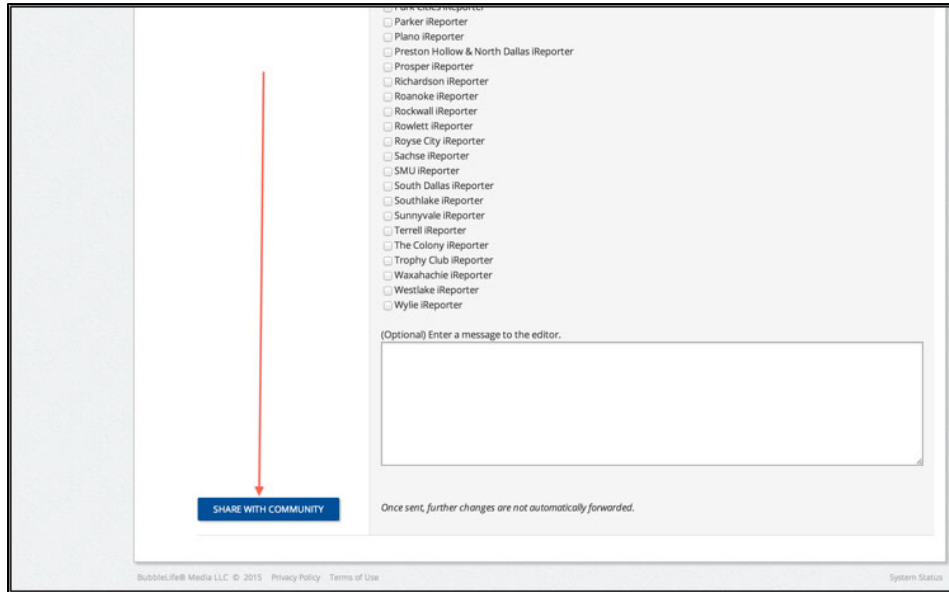 Park Cities iReporter
Parker iReporter
Plano iReporter
Preston Hollow & North Dallas iReporter
Prosper iReporter
Richardson iReporter
Roanoke iReporter
Rockwall iReporter
Rowlett iReporter
Royse City iReporter
Sachse iReporter
SMU iReporter
South Dallas iReporter
Southlake iReporter
Sunnyvale iReporter
Terrell iReporter
The Colony iReporter
Trophy Club iReporter
Waxahachie iReporter
Westlake iReporter
Wylie iReporter
(Optional) Enter a message to the editor.
SHARE WITH COMMUNITY Once sent, further changes are not automatically forwarded.
BubbleLife® Media LLC © 2015 Privacy Policy Terms of Use System Status